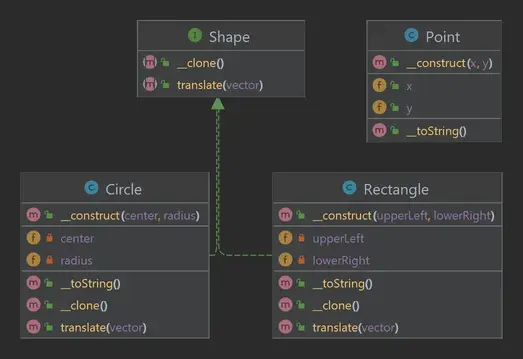 Shape
__clone()
translate(vector)
Point
__construct(x, y)
x
y
__toString()
Circle
__construct(center, radius)
center
radius
__toString()
__clone()
translate(vector)
Rectangle
__construct(upperLeft, lowerRight)
upperLeft
lowerRight
__toString()
__clone()
translate(vector)